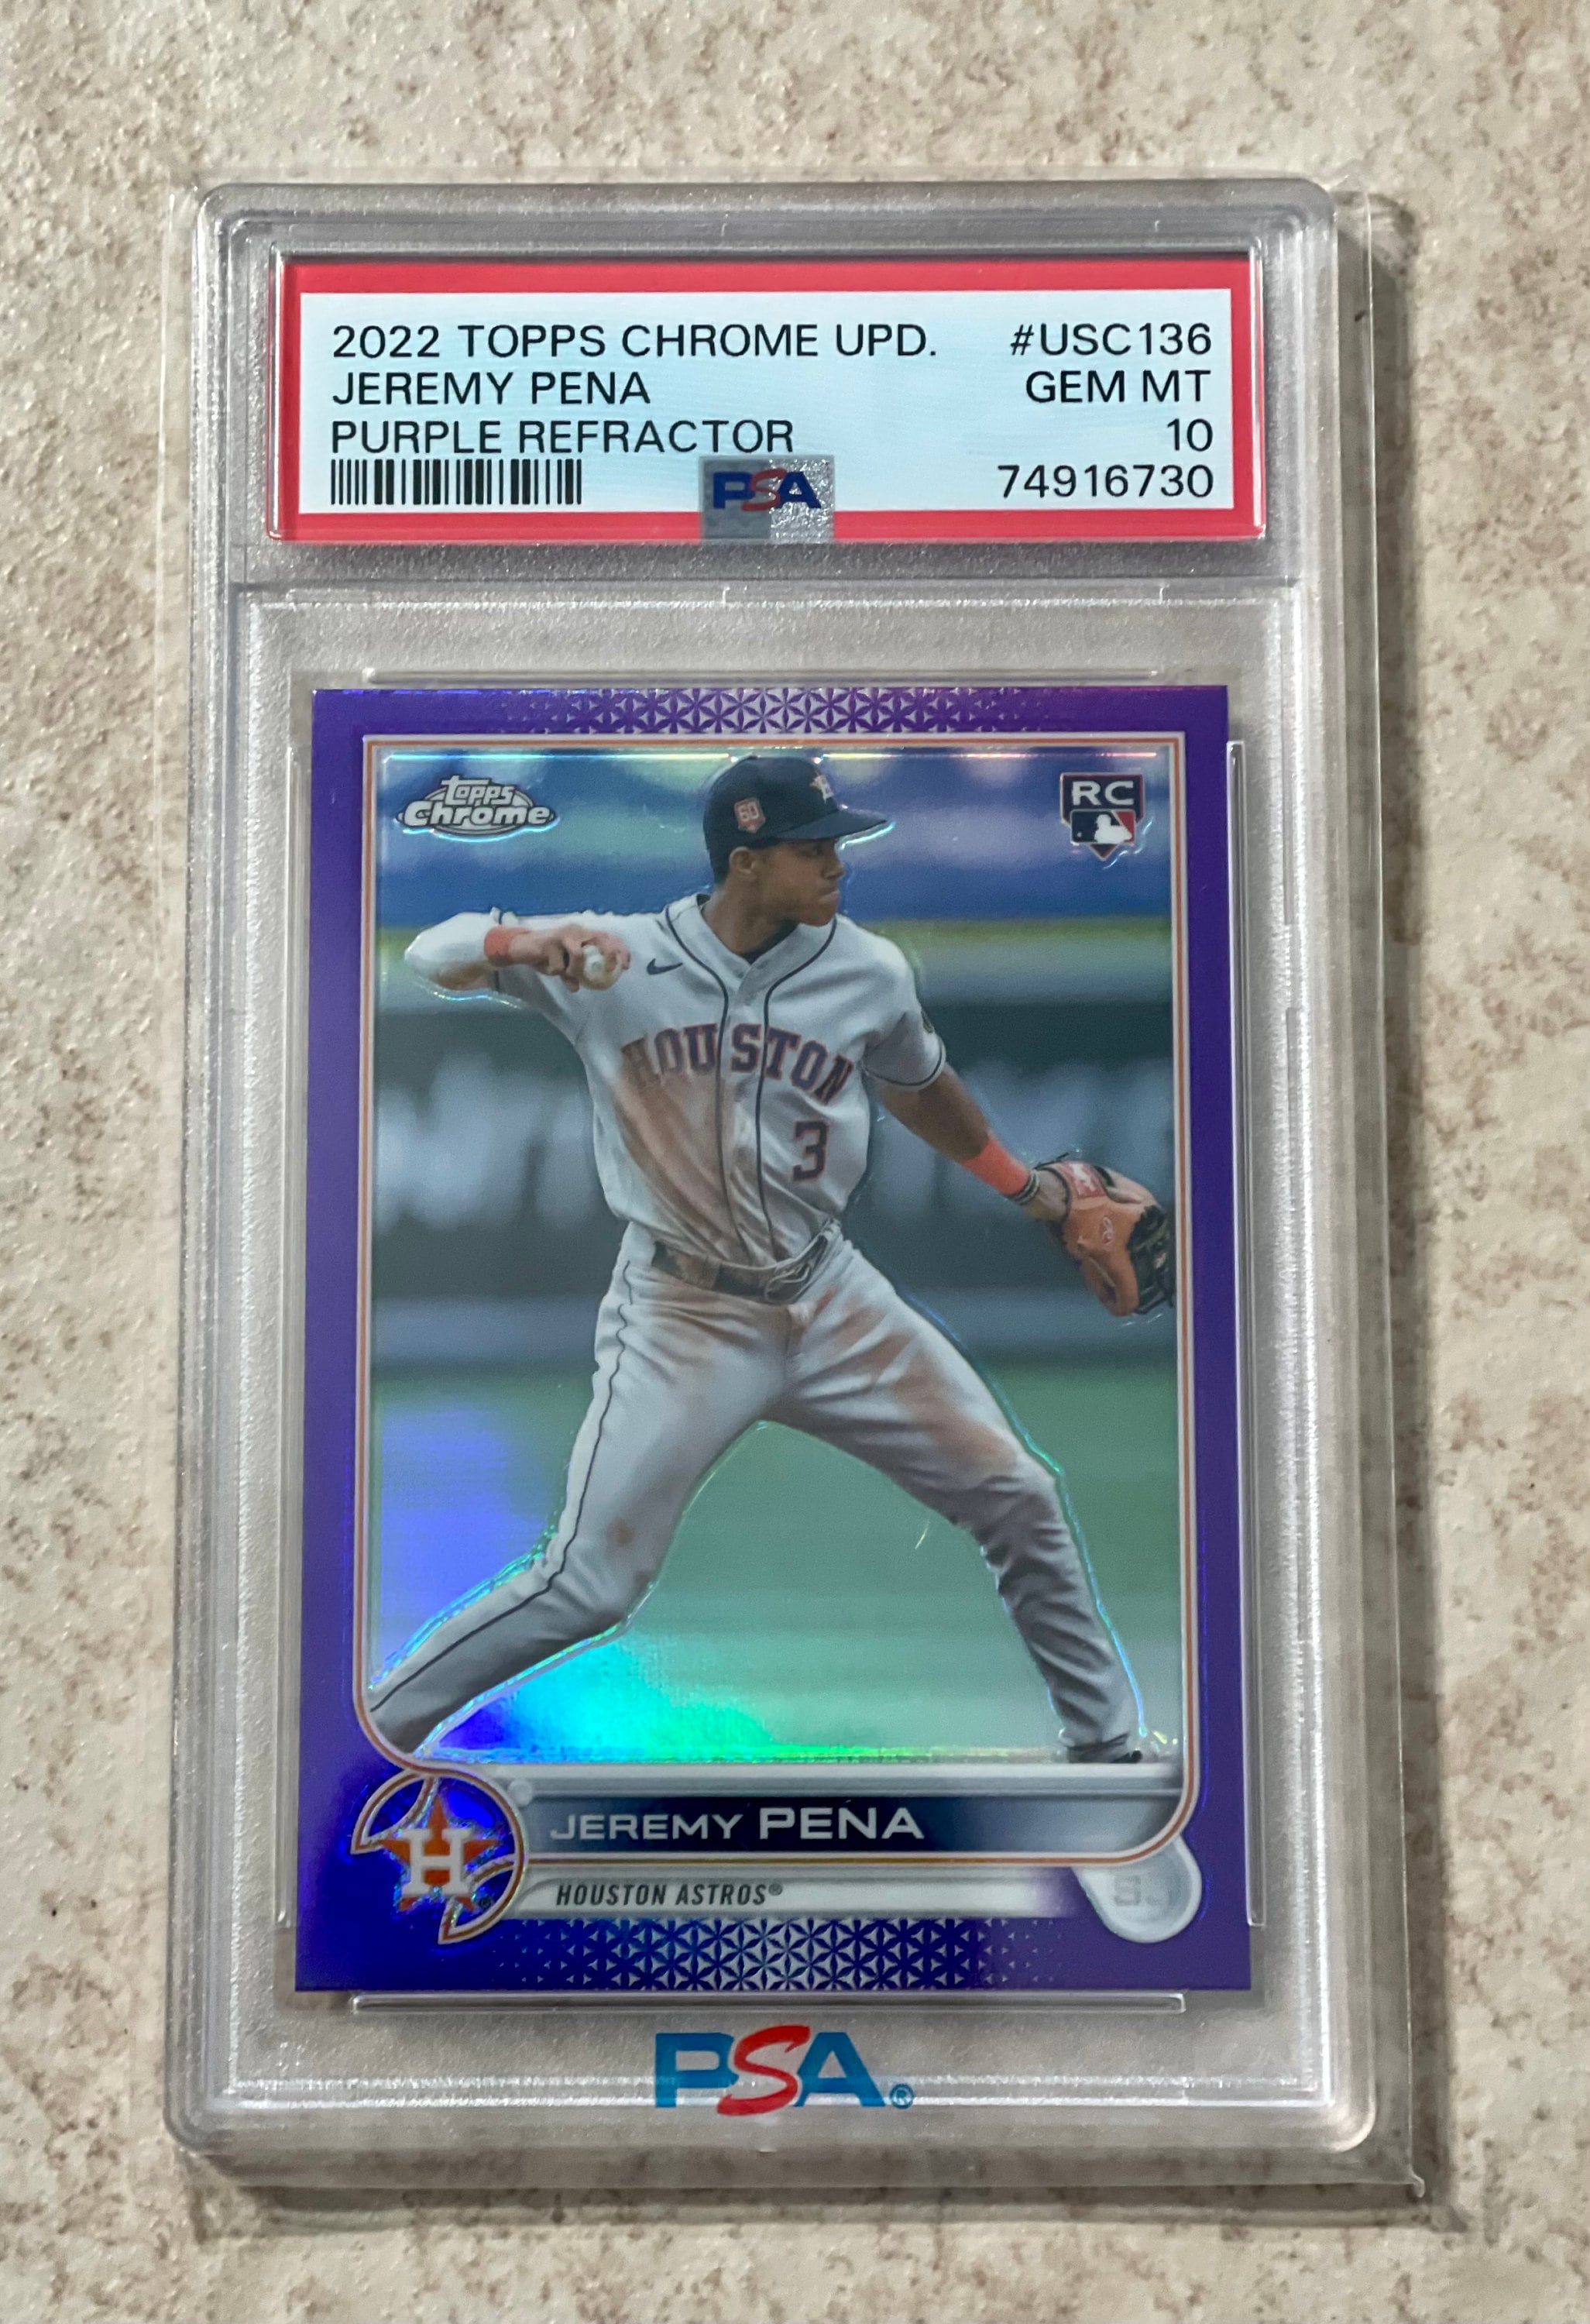 2022 TOPPS CHROME UPD. #USC136
JEREMY PENA GEM MT
PURPLE REFRACTOR 10
PSA 74916730
Topps Chrome
RC
60
HOUSTON
3
JEREMY PENA
H
HOUSTON ASTROS®
SS
PSA®